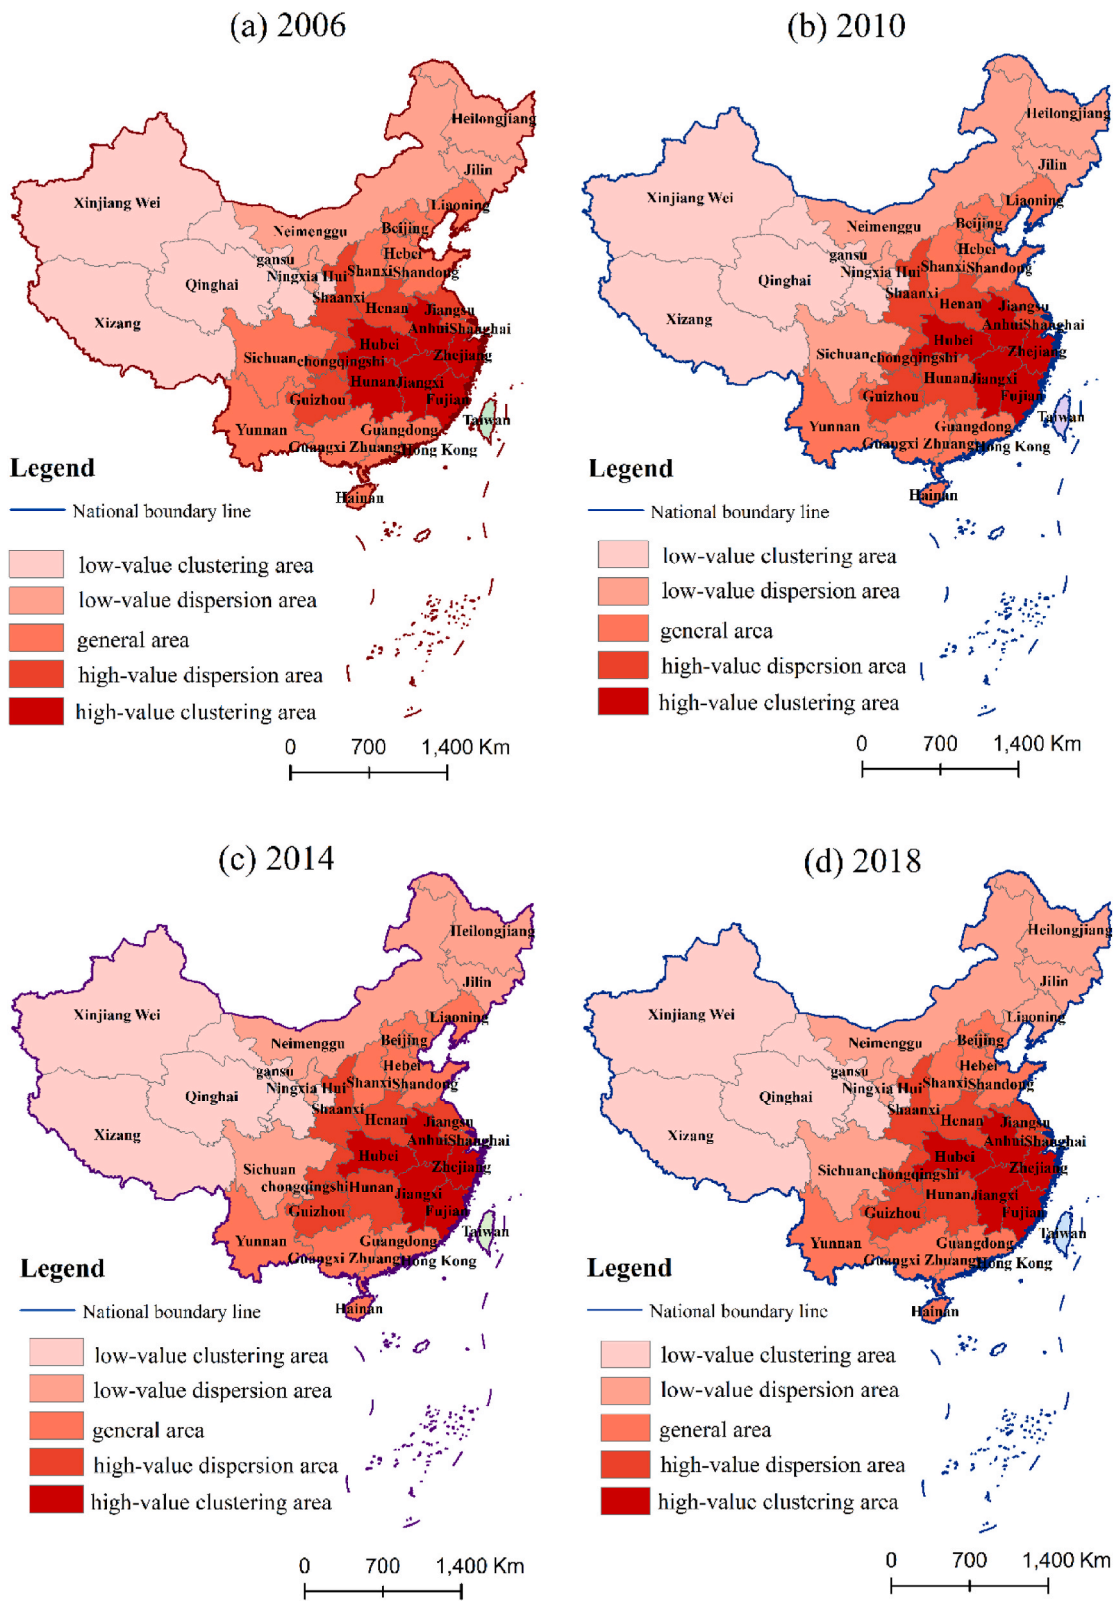 (a) 2006
Heilongjiang
Jilin
Xinjiang Wei
Liaoning
Neimenggu
Beijing
Hebei
gansu
Ningxia Hui
Shanxi
Shandong
Qinghai
Shaanxi
Henan
Jiangsu
Xizang
Anhui
Shanghai
Hubei
Sichuan
chongqingshi
Zhejiang
Hunan
Jiangxi
Guizhou
Fujian
Taiwan
Yunnan
Guangdong
Guangxi Zhuang
Hong Kong
Hainan
Legend
National boundary line
low-value clustering area
low-value dispersion area
general area
high-value dispersion area
high-value clustering area
0 700 1,400 Km
(b) 2010
Heilongjiang
Jilin
Xinjiang Wei
Liaoning
Neimenggu
Beijing
Hebei
gansu
Ningxia Hui
Shanxi
Shandong
Qinghai
Shaanxi
Henan
Jiangsu
Xizang
Anhui
Shanghai
Hubei
Sichuan
chongqingshi
Zhejiang
Hunan
Jiangxi
Guizhou
Fujian
Taiwan
Yunnan
Guangdong
Guangxi Zhuang
Hong Kong
Hainan
Legend
National boundary line
low-value clustering area
low-value dispersion area
general area
high-value dispersion area
high-value clustering area
0 700 1,400 Km
(c) 2014
Heilongjiang
Jilin
Xinjiang Wei
Liaoning
Neimenggu
Beijing
Hebei
gansu
Ningxia Hui
Shanxi
Shandong
Qinghai
Shaanxi
Henan
Jiangsu
Xizang
Anhui
Shanghai
Hubei
Sichuan
chongqingshi
Zhejiang
Hunan
Jiangxi
Guizhou
Fujian
Taiwan
Yunnan
Guangdong
Guangxi Zhuang
Hong Kong
Hainan
Legend
National boundary line
low-value clustering area
low-value dispersion area
general area
high-value dispersion area
high-value clustering area
0 700 1,400 Km
(d) 2018
Heilongjiang
Jilin
Xinjiang Wei
Liaoning
Neimenggu
Beijing
Hebei
gansu
Ningxia Hui
Shanxi
Shandong
Qinghai
Shaanxi
Henan
Jiangsu
Xizang
Anhui
Shanghai
Hubei
Sichuan
chongqingshi
Zhejiang
Hunan
Jiangxi
Guizhou
Fujian
Taiwan
Yunnan
Guangdong
Guangxi Zhuang
Hong Kong
Hainan
Legend
National boundary line
low-value clustering area
low-value dispersion area
general area
high-value dispersion area
high-value clustering area
0 700 1,400 Km